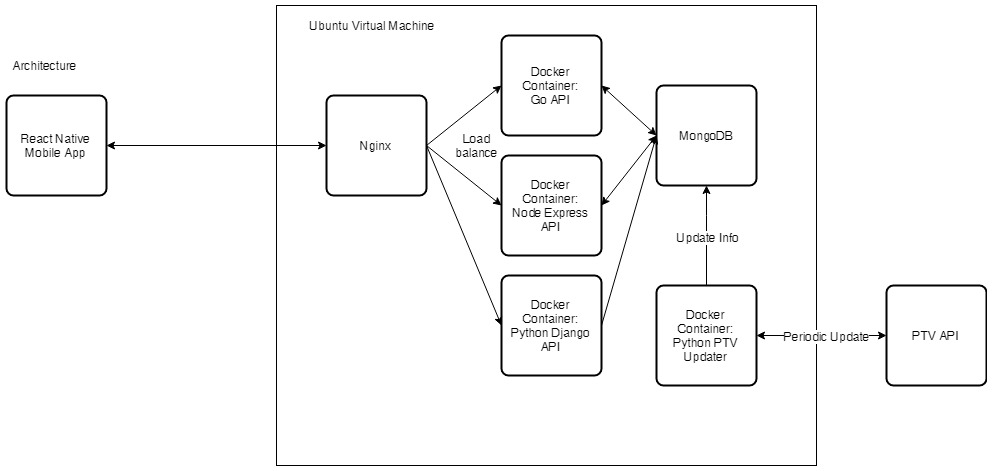 Ubuntu Virtual Machine
Architecture
React Native
Mobile App
Nginx
Load
balance
Docker
Container:
Go API
Docker
Container:
Node Express
API
Docker
Container:
Python Django
API
MongoDB
Update Info
Docker
Container:
Python PTV
Updater
Periodic Update
PTV API